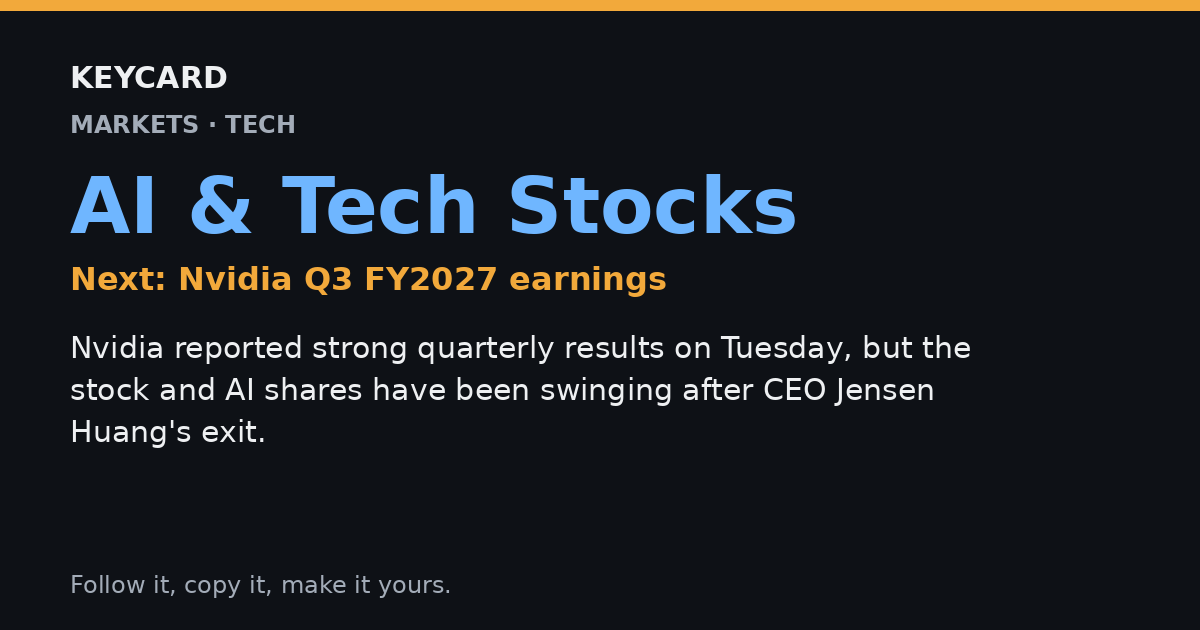 KEYCARD
MARKETS · TECH
AI & Tech Stocks
Next: Nvidia Q3 FY2027 earnings
Nvidia reported strong quarterly results on Tuesday, but the
stock and AI shares have been swinging after CEO Jensen
Huang's exit.
Follow it, copy it, make it yours.